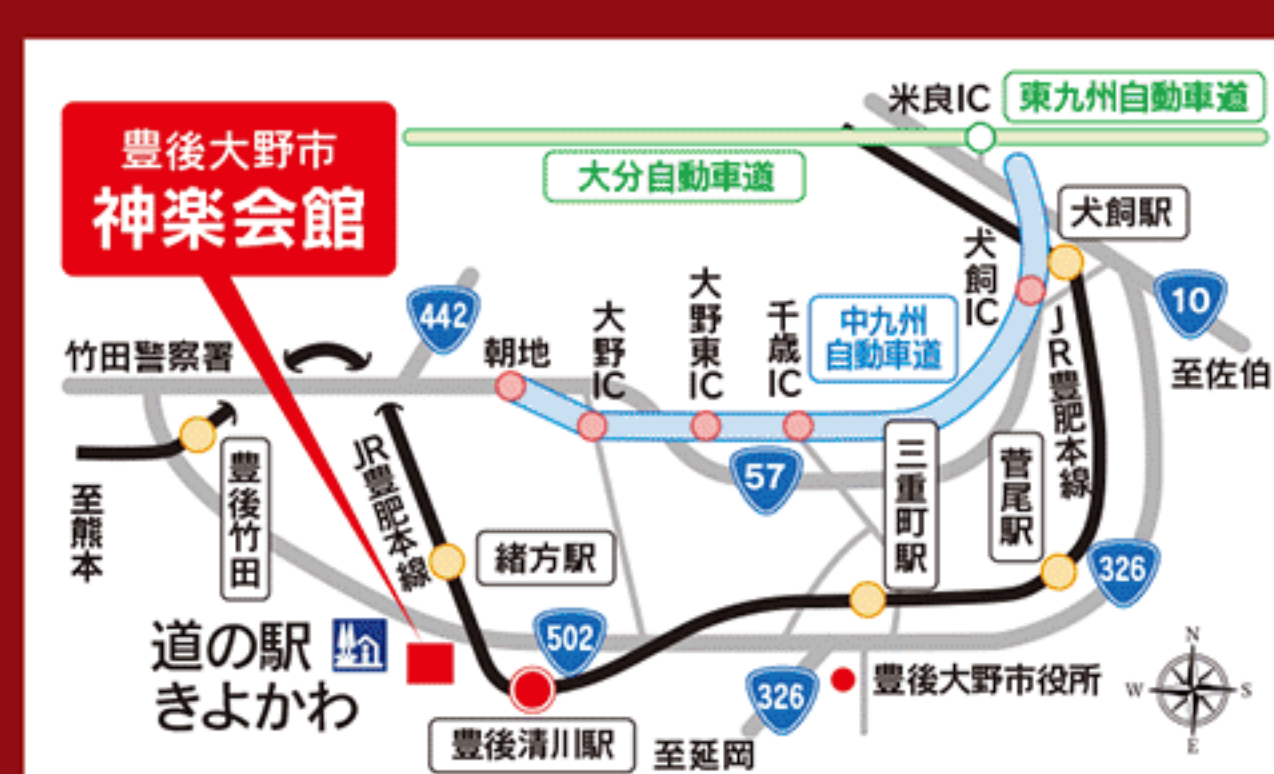 米良IC
東九州自動車道
豊後大野市
神楽会館
大分自動車道
犬飼駅
犬飼IC
442
大野IC
大野東IC
千歳IC
中九州
自動車道
10
竹田警察署
朝地
至佐伯
JR豊肥本線
JR豊肥本線
57
三重町駅
菅尾駅
豊後竹田
至熊本
緒方駅
326
道の駅
きよかわ
502
326
豊後大野市役所
豊後清川駅
至延岡
N
W
S
E